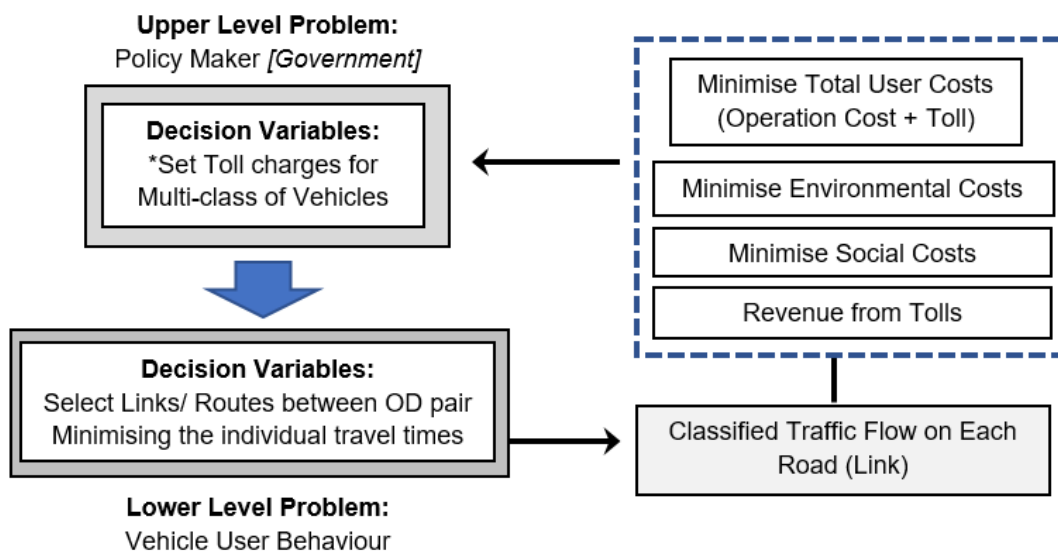 Upper Level Problem:
Policy Maker [Government]
Decision Variables:
*Set Toll charges for
Multi-class of Vehicles
Decision Variables:
Select Links/ Routes between OD pair
Minimising the individual travel times
Lower Level Problem:
Vehicle User Behaviour
Minimise Total User Costs
(Operation Cost + Toll)
Minimise Environmental Costs
Minimise Social Costs
Revenue from Tolls
Classified Traffic Flow on Each
Road (Link)